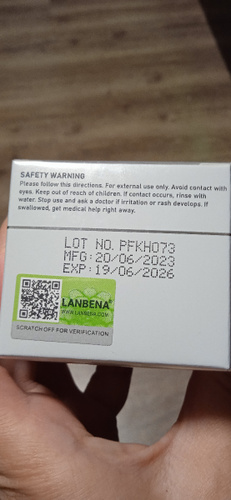 SAFETY WARNING
Please follow this directions. For external use only. Avoid contact with
eyes. Keep out of reach of children. If contact occurs, rinse with
water. Stop use and ask a doctor if irritation or rash develops. If
swallowed, get medical help right away.
LOT NO. PFKH073
MFG: 20/06/2023
EXP: 19/06/2026
LANBENA®
WWW.LANBENA.COM
SCRATCH OFF FOR VERIFICATION